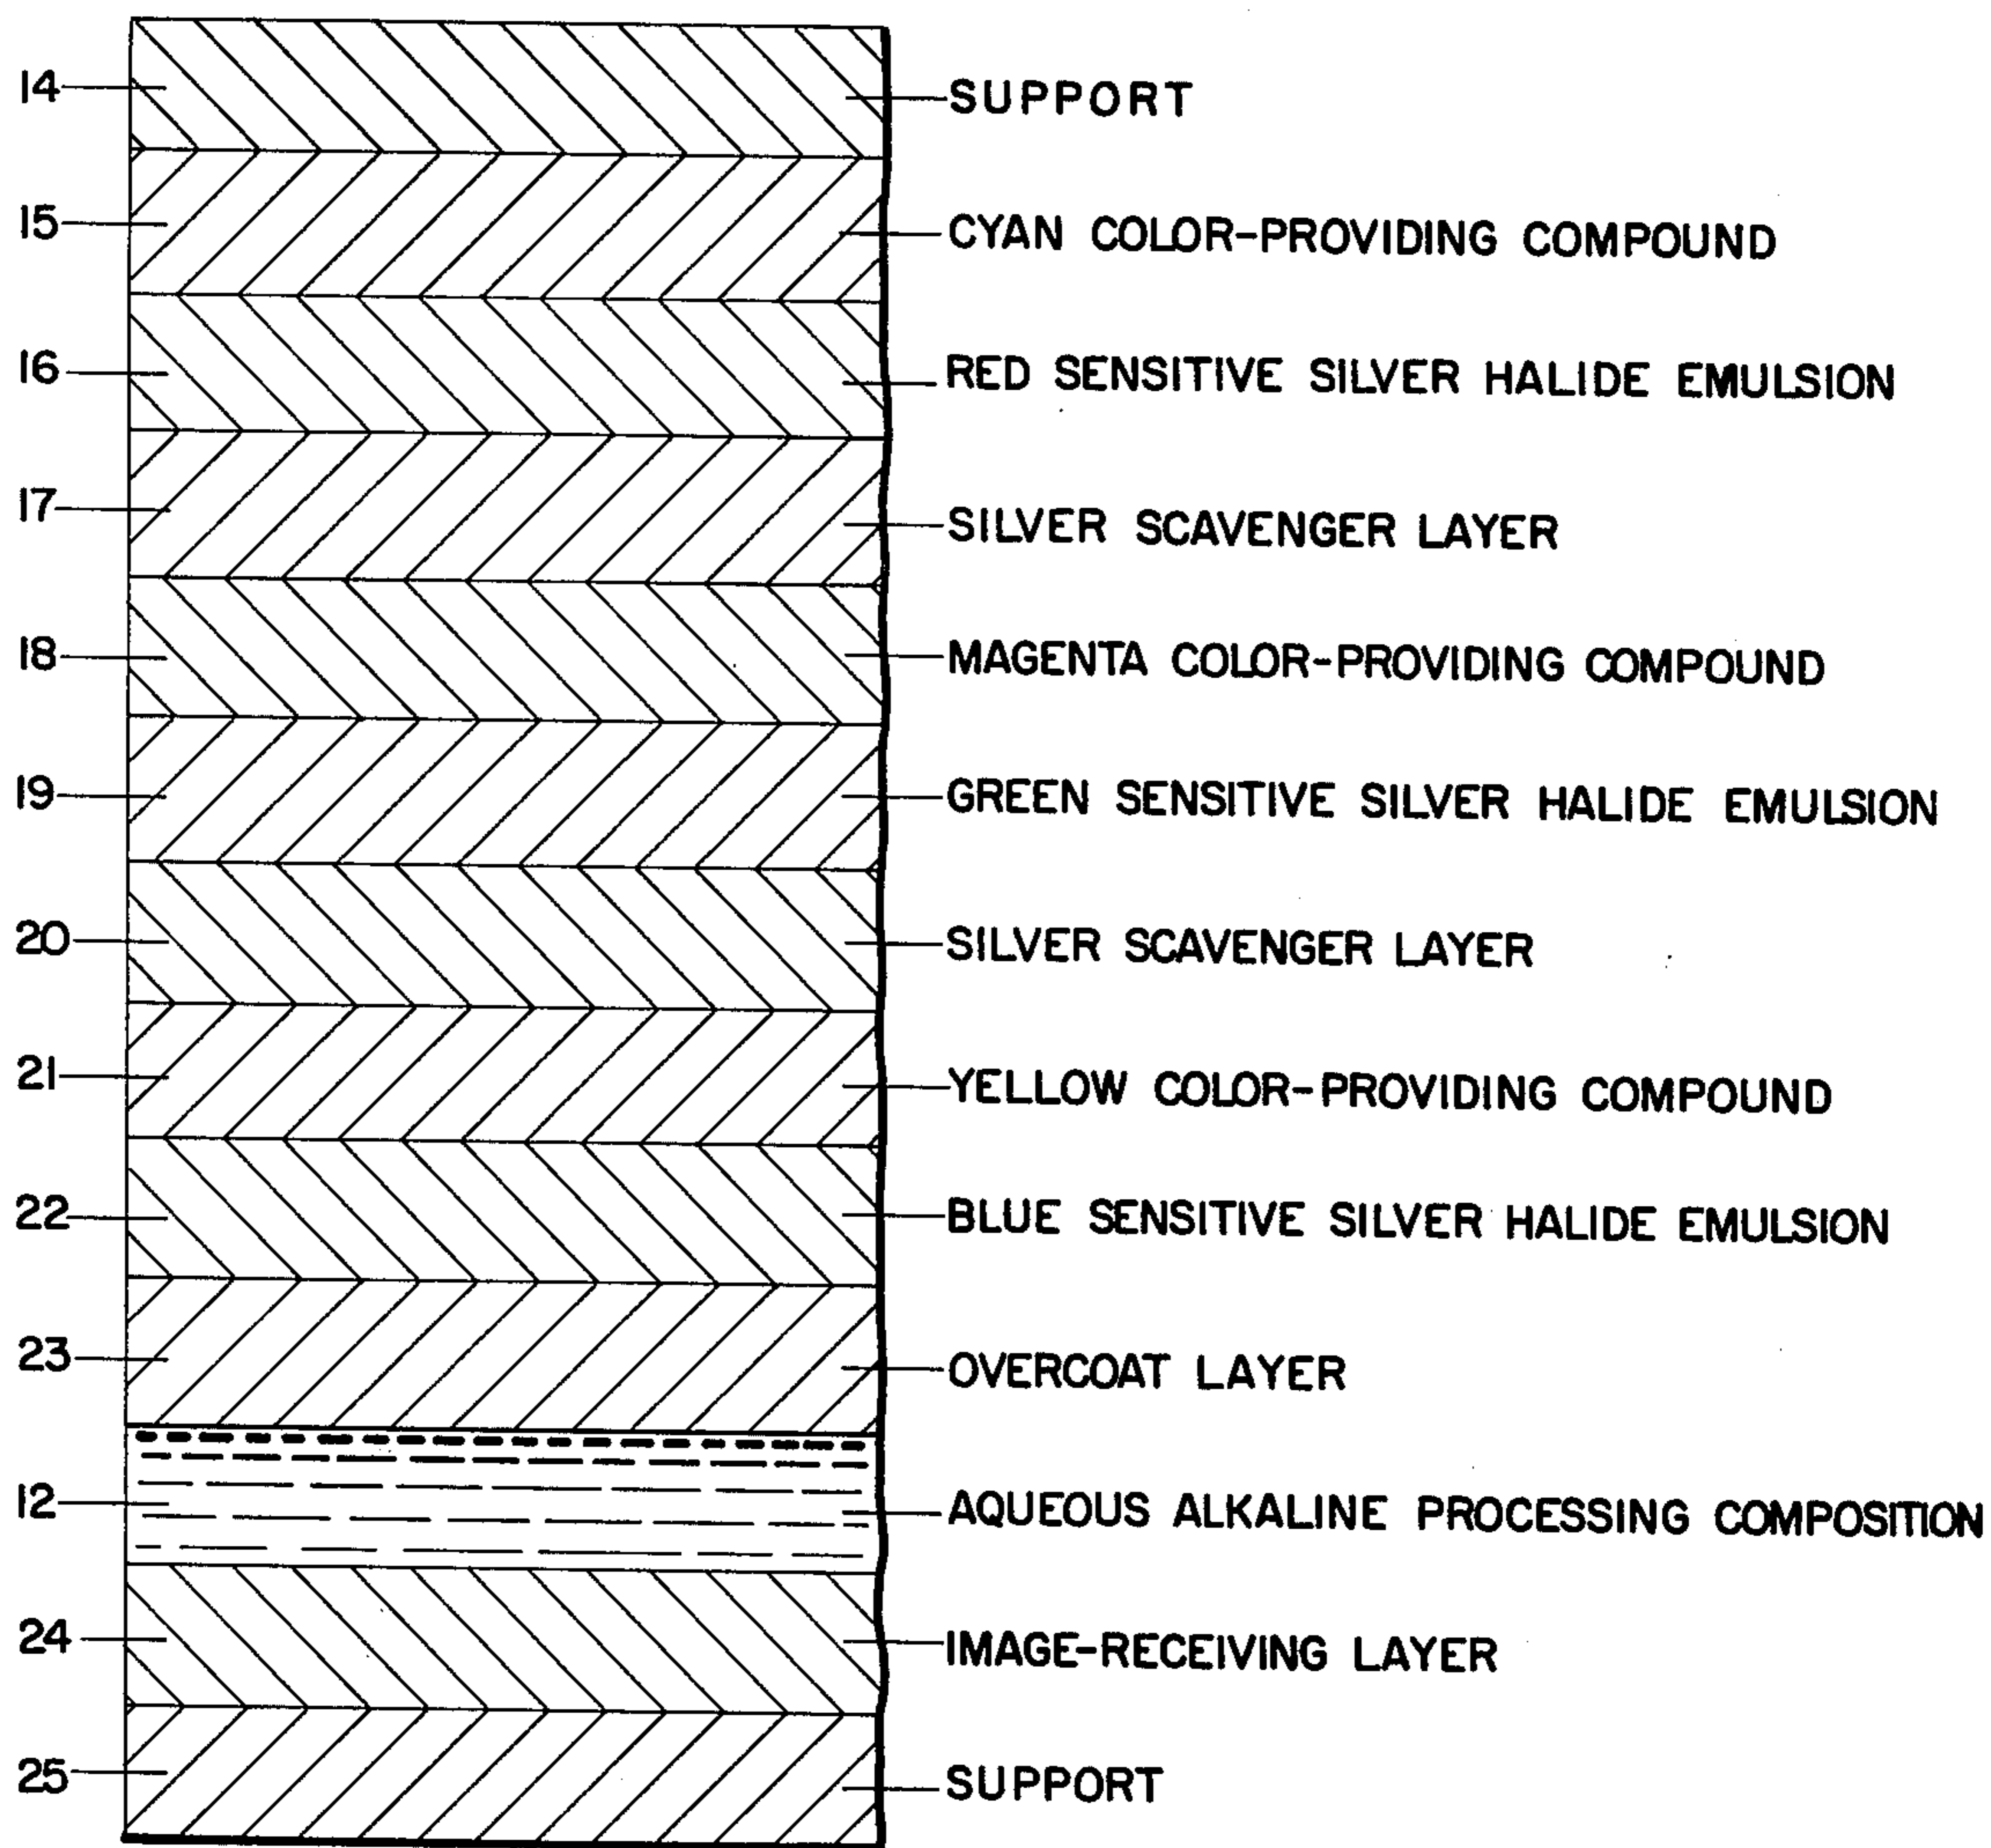 14 SUPPORT
15 CYAN COLOR-PROVIDING COMPOUND
16 RED SENSITIVE SILVER HALIDE EMULSION
17 SILVER SCAVENGER LAYER
18 MAGENTA COLOR-PROVIDING COMPOUND
19 GREEN SENSITIVE SILVER HALIDE EMULSION
20 SILVER SCAVENGER LAYER
21 YELLOW COLOR-PROVIDING COMPOUND
22 BLUE SENSITIVE SILVER HALIDE EMULSION
23 OVERCOAT LAYER
12 AQUEOUS ALKALINE PROCESSING COMPOSITION
24 IMAGE-RECEIVING LAYER
25 SUPPORT